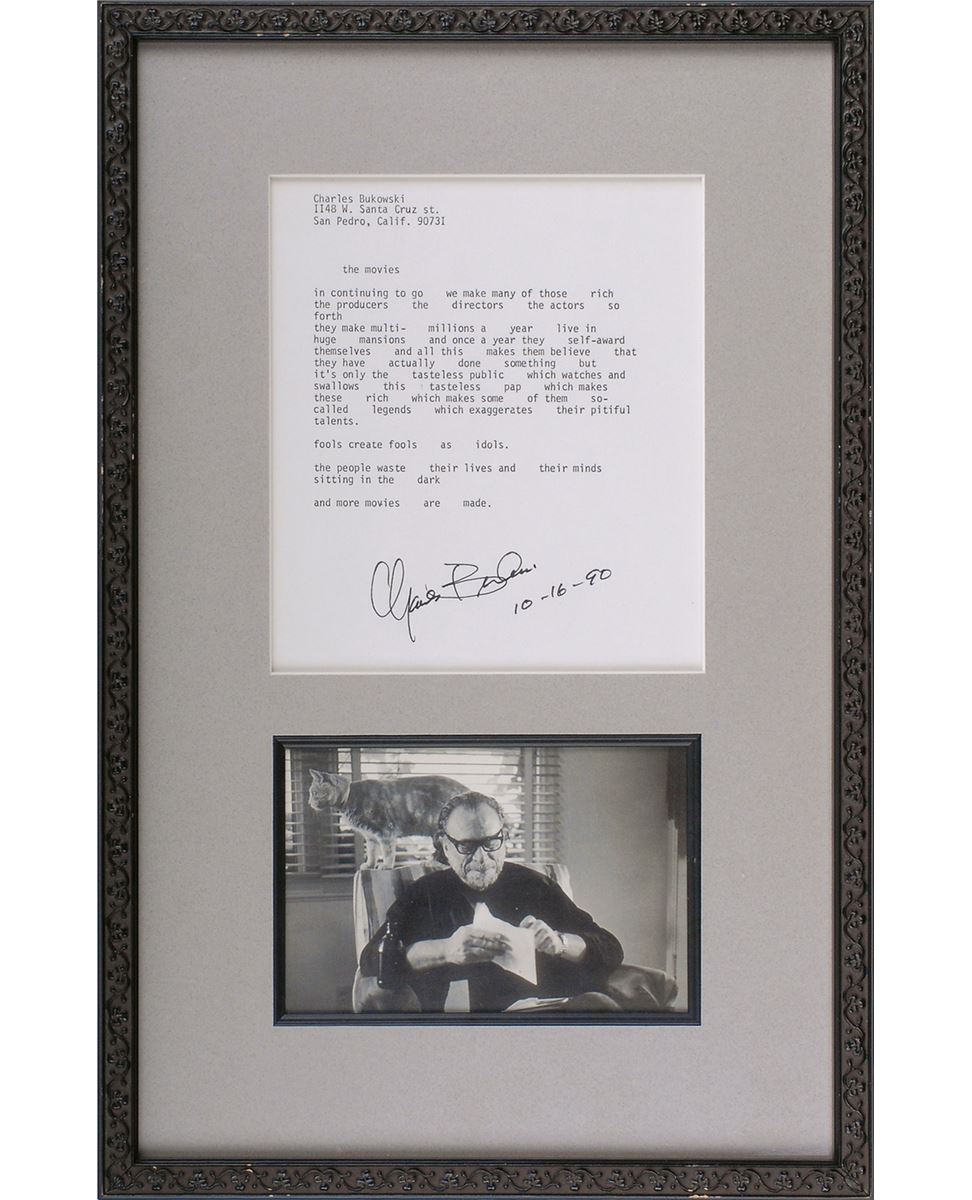 Charles Bukowski
II48 W. Santa Cruz st.
San Pedro, Calif. 9073I
the movies
in continuing to go we make many of those rich
the producers the directors the actors so
forth
they make multi- millions a year live in
huge mansions and once a year they self-award
themselves and all this makes them believe that
they have actually done something but
it's only the tasteless public which watches and
swallows this tasteless pap which makes
these rich which makes some of them so-
called legends which exaggerates their pitiful
talents.
fools create fools as idols.
the people waste their lives and their minds
sitting in the dark
and more movies are made.
Charles Bukowski
10-16-90